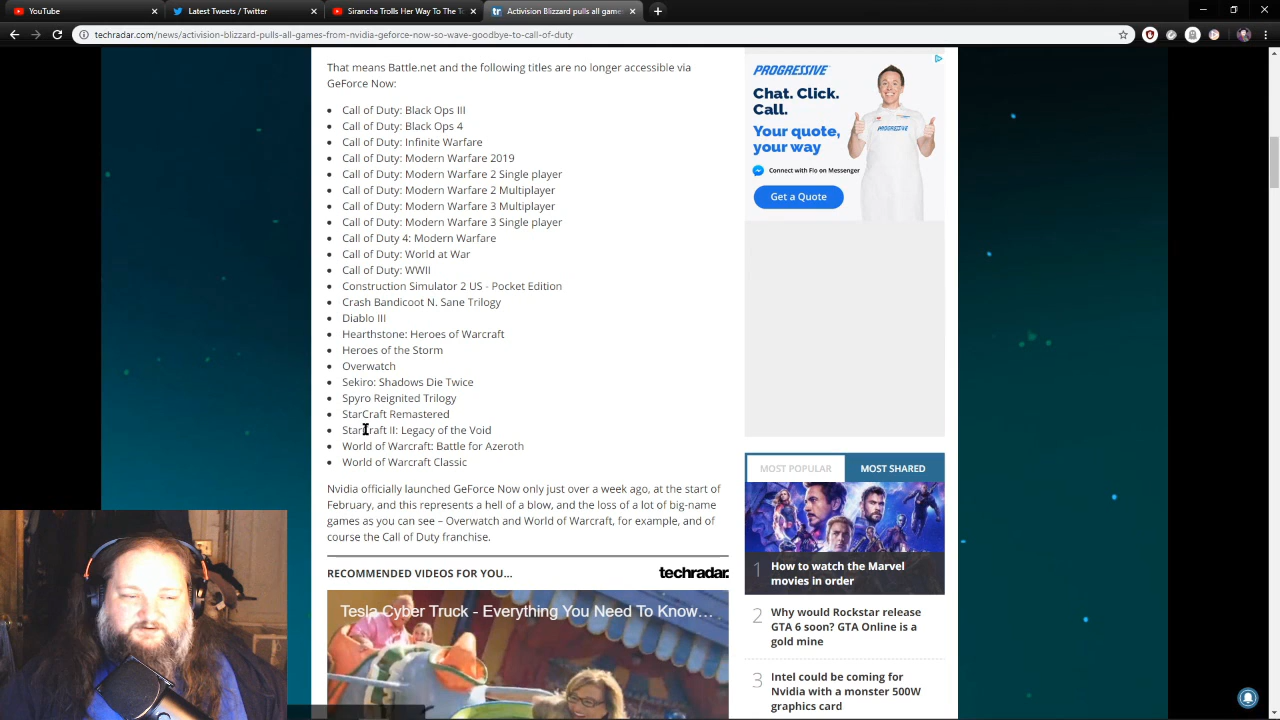 YouTube
Latest Tweets / Twitter
Shanna Trolls Her Way To The T
Activision Blizzard pulls all game
techradar.com/news/activision-blizzard-pulls-all-games-from-nvidia-geforce-now-so-wave-goodbye-to-call-of-duty
That means Battle.net and the following titles are no longer accessible via
GeForce Now:
Call of Duty: Black Ops III
Call of Duty: Black Ops 4
Call of Duty: Infinite Warfare
Call of Duty: Modern Warfare 2019
Call of Duty: Modern Warfare 2 Single player
Call of Duty: Modern Warfare 2 Multiplayer
Call of Duty: Modern Warfare 3 Multiplayer
Call of Duty: Modern Warfare 3 Single player
Call of Duty 4: Modern Warfare
Call of Duty: World at War
Call of Duty: WWII
Construction Simulator 2 US - Pocket Edition
Crash Bandicoot N. Sane Trilogy
Diablo III
Hearthstone: Heroes of Warcraft
Heroes of the Storm
Overwatch
Sekiro: Shadows Die Twice
Spyro Reignited Trilogy
StarCraft Remastered
StarCraft II: Legacy of the Void
World of Warcraft: Battle for Azeroth
World of Warcraft Classic
Nvidia officially launched GeForce Now only just over a week ago, at the start of
February, and this represents a hell of a blow, and the loss of a lot of big-name
games as you can see – Overwatch and World of Warcraft, for example, and of
course the Call of Duty franchise.
RECOMMENDED VIDEOS FOR YOU...
techradar.
Tesla Cyber Truck - Everything You Need To Know...
PROGRESSIVE
Chat. Click.
Call.
Your quote,
your way
PROGRESSIVE
Connect with Flo on Messenger
Get a Quote
MOST POPULAR
MOST SHARED
1 How to watch the Marvel
movies in order
2 Why would Rockstar release
GTA 6 soon? GTA Online is a
gold mine
3 Intel could be coming for
Nvidia with a monster 500W
graphics card